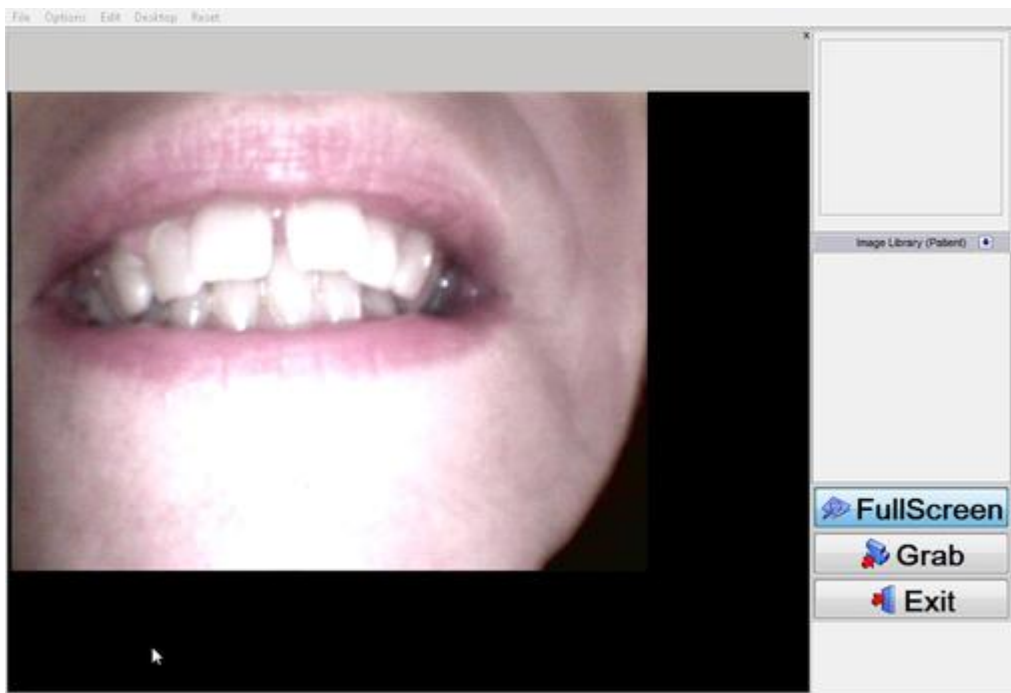 File Options Edit Desktop Reset
x
Image Library (Patient)
FullScreen
Grab
Exit